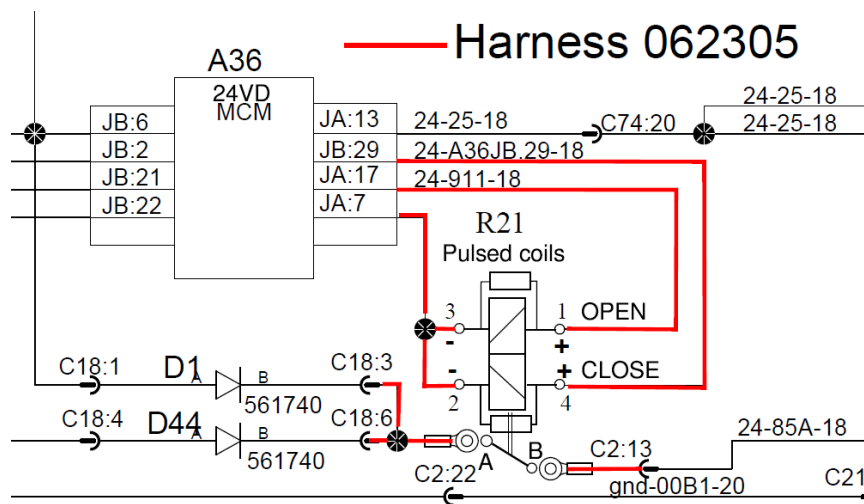 Harness 062305
A36
24VD
MCM
JB:6
JB:2
JB:21
JB:22
JA:13
JB:29
JA:17
JA:7
24-25-18
24-A36JB.29-18
24-911-18
C74:20
24-25-18
24-25-18
R21
Pulsed coils
3
1
OPEN
-
+
-
+
CLOSE
2
4
C18:1
D1
A
B
561740
C18:3
C18:4
D44
A
B
561740
C18:6
A
B
C2:13
24-85A-18
C2:22
gnd-00B1-20
C21